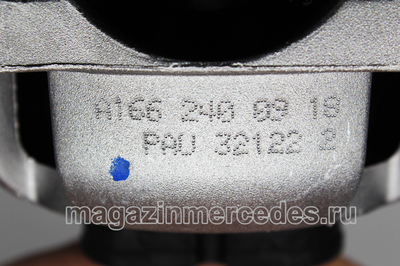 A166 240 09 18
PAU 32122 2
magazinmercedes.ru